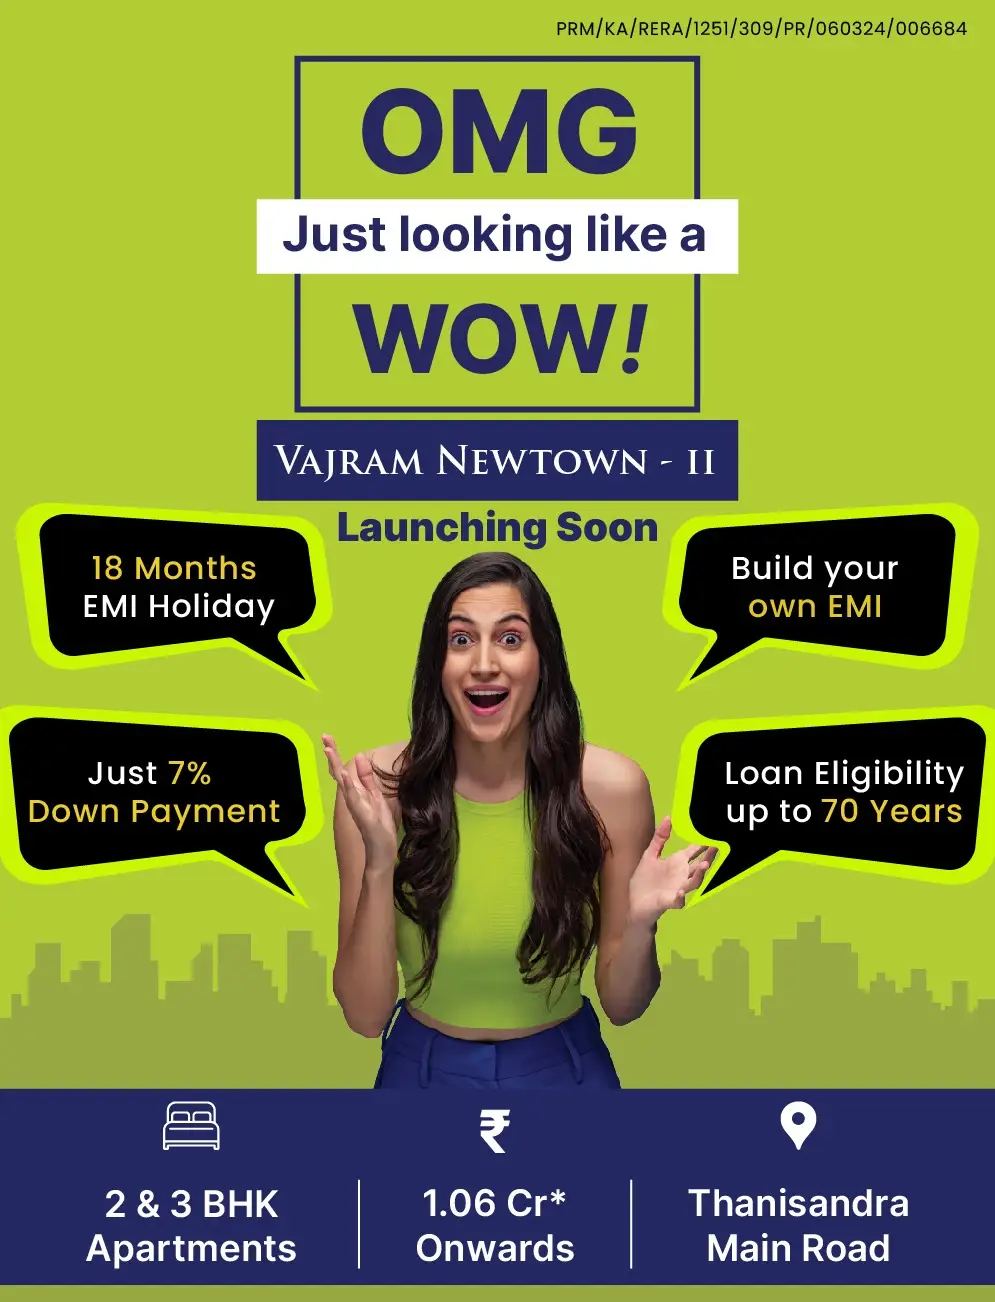 PRM/KA/RERA/1251/309/PR/060324/006684
OMG
Just looking like a
WOW!
VAJRAM NEWTOWN - II
Launching Soon
18 Months
EMI Holiday
Build your
own EMI
Just 7%
Down Payment
Loan Eligibility
up to 70 Years
2 & 3 BHK
Apartments
₹
1.06 Cr*
Onwards
Thanisandra
Main Road